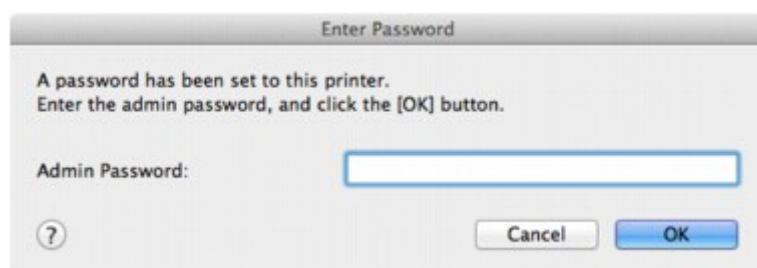 Enter Password
A password has been set to this printer.
Enter the admin password, and click the [OK] button.
Admin Password:
? Cancel OK